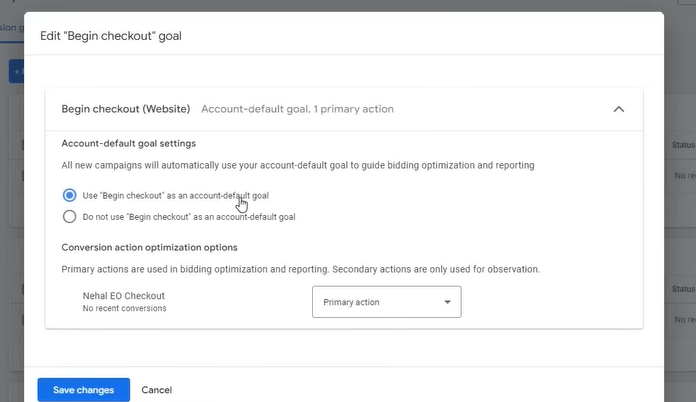 Edit "Begin checkout" goal
Begin checkout (Website) Account-default goal, 1 primary action
Account-default goal settings
All new campaigns will automatically use your account-default goal to guide bidding optimization and reporting
Use "Begin checkout" as an account-default goal
Do not use "Begin checkout" as an account-default goal
Status
Conversion action optimization options
Primary actions are used in bidding optimization and reporting. Secondary actions are only used for observation.
Status
Nehal EO Checkout
Primary action
No recent conversions
Save changes Cancel